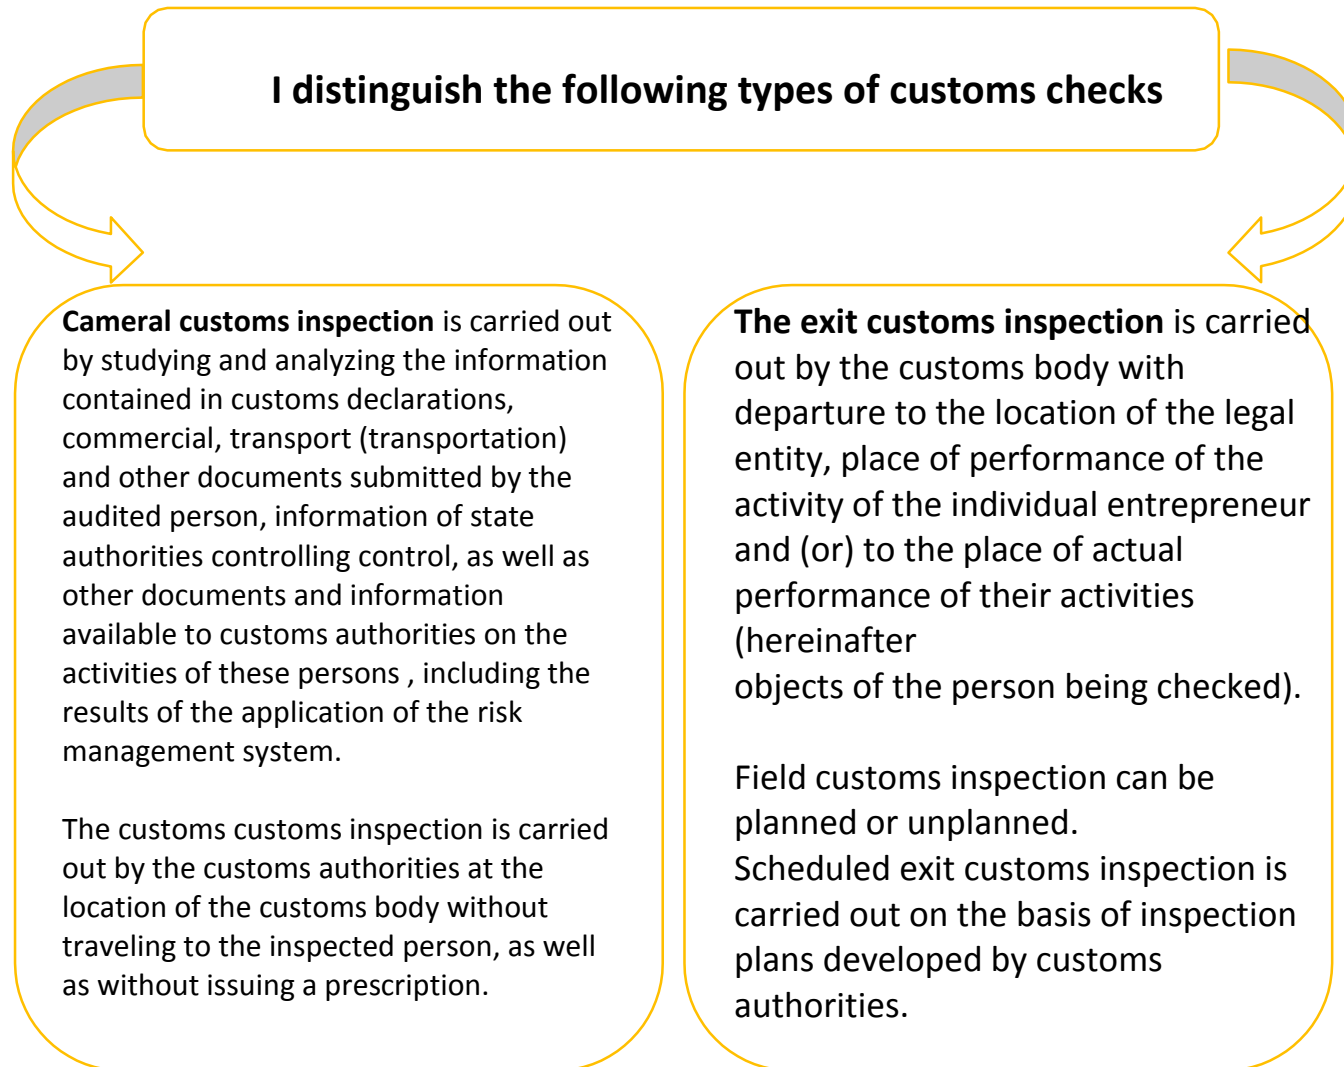 I distinguish the following types of customs checks
Cameral customs inspection is carried out
by studying and analyzing the information
contained in customs declarations,
commercial, transport (transportation)
and other documents submitted by the
audited person, information of state
authorities controlling control, as well as
other documents and information
available to customs authorities on the
activities of these persons , including the
results of the application of the risk
management system.
The customs customs inspection is carried
out by the customs authorities at the
location of the customs body without
traveling to the inspected person, as well
as without issuing a prescription.
The exit customs inspection is carried
out by the customs body with
departure to the location of the legal
entity, place of performance of the
activity of the individual entrepreneur
and (or) to the place of actual
performance of their activities
(hereinafter
objects of the person being checked).
Field customs inspection can be
planned or unplanned.
Scheduled exit customs inspection is
carried out on the basis of inspection
plans developed by customs
authorities.